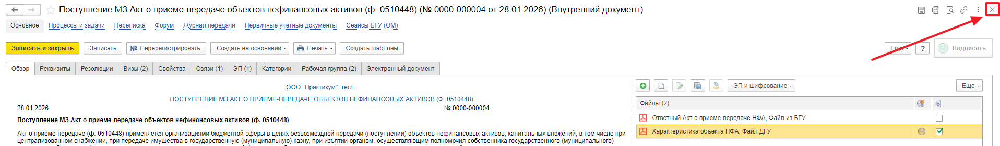 Поступление МЗ Акт о приеме-передаче объектов нефинансовых активов (ф. 0510448) (№ 0000-000004 от 28.01.2026) (Внутренний документ)
Основное Процессы и задачи Переписка Форум Журнал передачи Первичные учетные документы Сеансы БГУ (ОМ)
Записать и закрыть Записать № Перерегистрировать Создать на основании Печать Создать шаблоны Еще ? Подписать
Обзор Реквизиты Резолюции Визы (2) Свойства Связи (1) ЭП (1) Категории Рабочая группа (2) Электронный документ
ООО "Практикум"_тест_
ПОСТУПЛЕНИЕ МЗ АКТ О ПРИЕМЕ-ПЕРЕДАЧЕ ОБЪЕКТОВ НЕФИНАНСОВЫХ АКТИВОВ (Ф. 0510448)
28.01.2026 № 0000-000004
Поступление МЗ Акт о приеме-передаче объектов нефинансовых активов (ф. 0510448)
Акт о приеме-передаче (ф. 0510448) применяется организациями бюджетной сферы в целях безвозмездной передачи (поступлении) объектов нефинансовых активов, капитальных вложений, в том числе при
централизованном снабжении, при передаче имущества в государственную (муниципальную) казну, при изъятии органом, осуществляющим полномочия собственника государственного (муниципального)
ЭП и шифрование Еще
Файлы (2)
Ответный Акт о приеме-передаче НФА, Файл из БГУ
Характеристика объекта НФА, Файл ДГУ